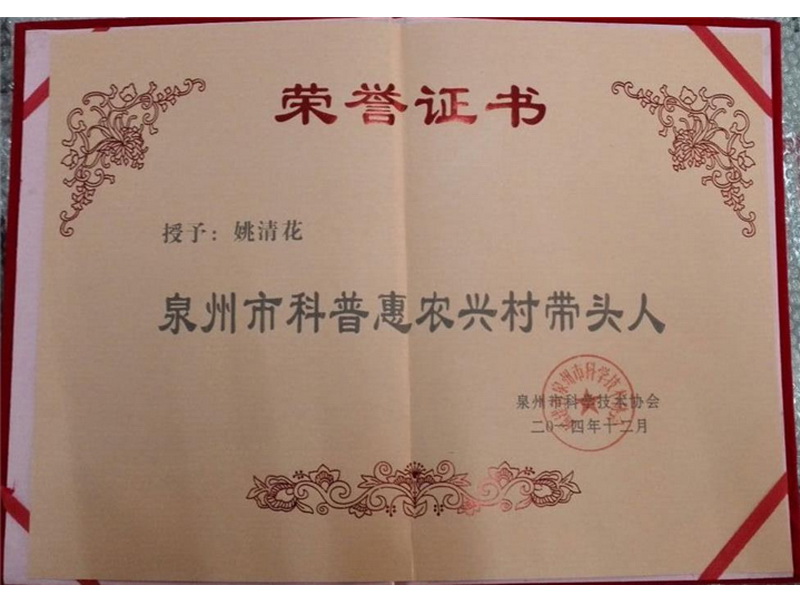 荣誉证书
授予：姚清花
泉州市科普惠农兴村带头人
泉州市科学技术协会
二〇一四年十二月